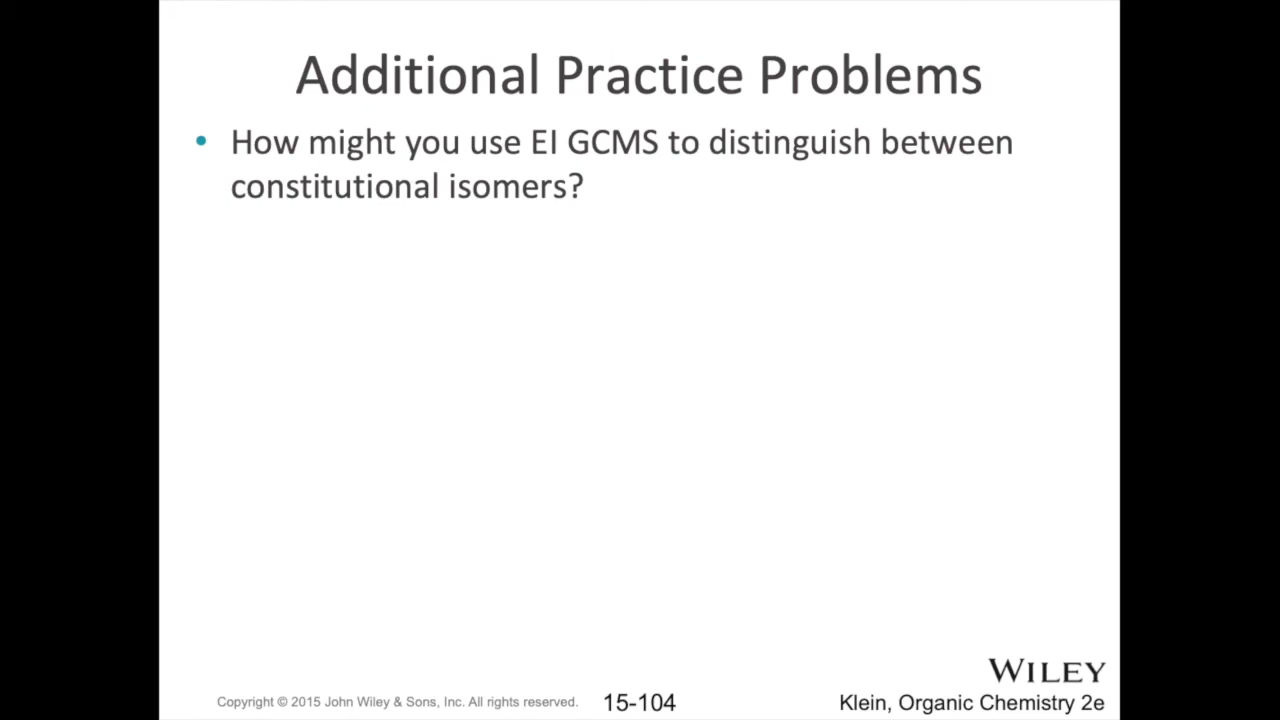 Additional Practice Problems
• How might you use EI GCMS to distinguish between
constitutional isomers?
WILEY
Copyright © 2015 John Wiley & Sons, Inc. All rights reserved.
15-104
Klein, Organic Chemistry 2e